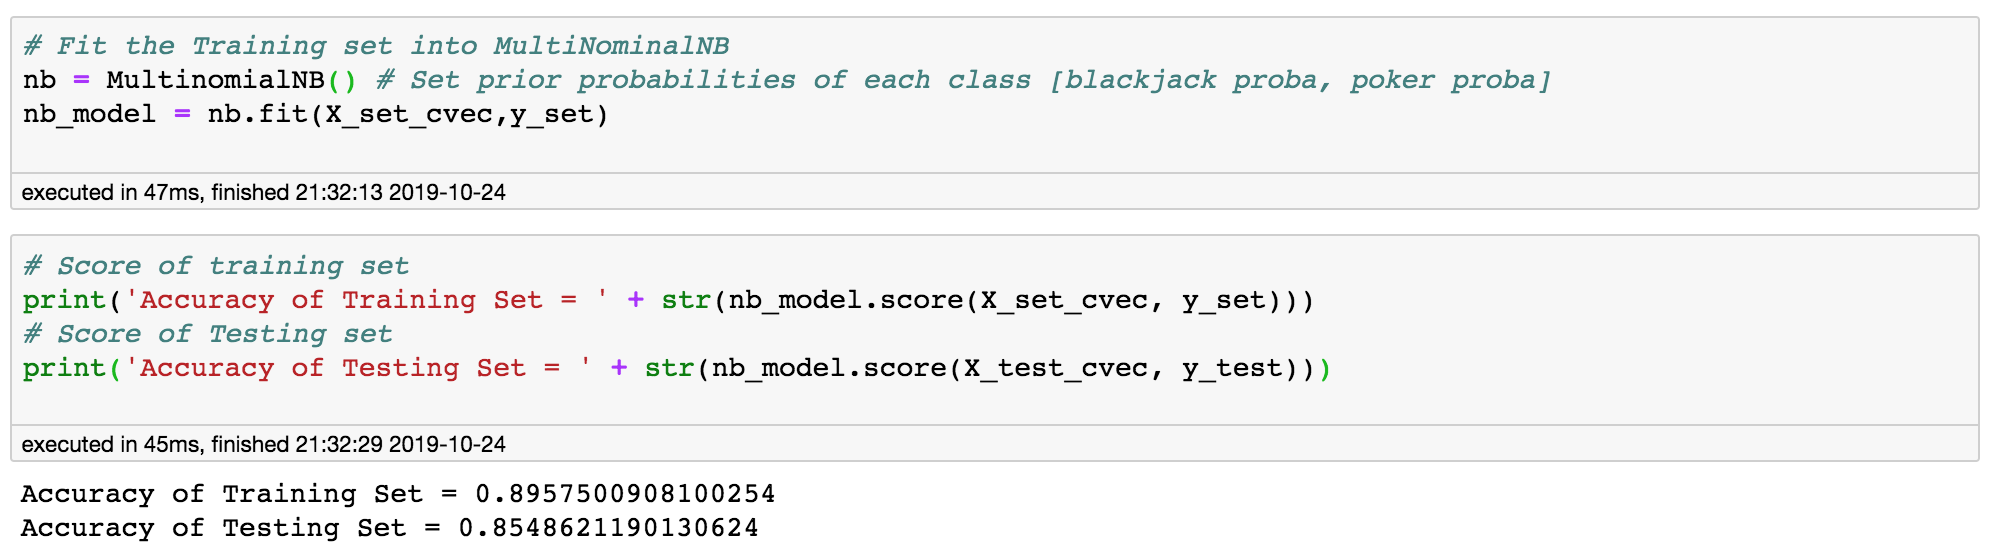 # Fit the Training set into MultiNominalNB
nb = MultinomialNB() # Set prior probabilities of each class [blackjack proba, poker proba]
nb_model = nb.fit(X_set_cvec,y_set)
executed in 47ms, finished 21:32:13 2019-10-24
# Score of training set
print('Accuracy of Training Set = ' + str(nb_model.score(X_set_cvec, y_set)))
# Score of Testing set
print('Accuracy of Testing Set = ' + str(nb_model.score(X_test_cvec, y_test)))
executed in 45ms, finished 21:32:29 2019-10-24
Accuracy of Training Set = 0.8957500908100254
Accuracy of Testing Set = 0.8548621190130624